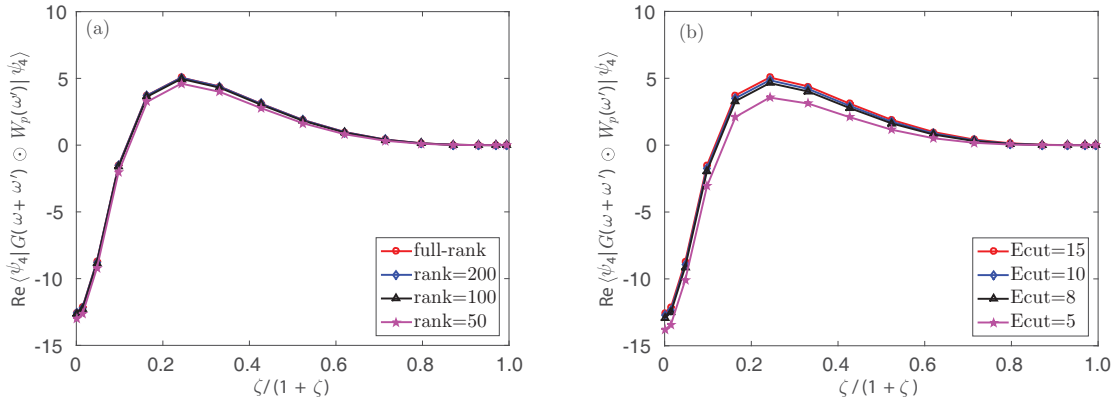 (a)
10
5
0
-5
-10
-15
Re ⟨ψ₄| G(ω + ω′) ⊙ Wₚ(ω′)| ψ₄⟩
full-rank
rank=200
rank=100
rank=50
0 0.2 0.4 0.6 0.8 1.0
ζ/(1 + ζ)
(b)
10
5
0
-5
-10
-15
Re ⟨ψ₄| G(ω + ω′) ⊙ Wₚ(ω′)| ψ₄⟩
Ecut=15
Ecut=10
Ecut=8
Ecut=5
0 0.2 0.4 0.6 0.8 1.0
ζ/(1 + ζ)